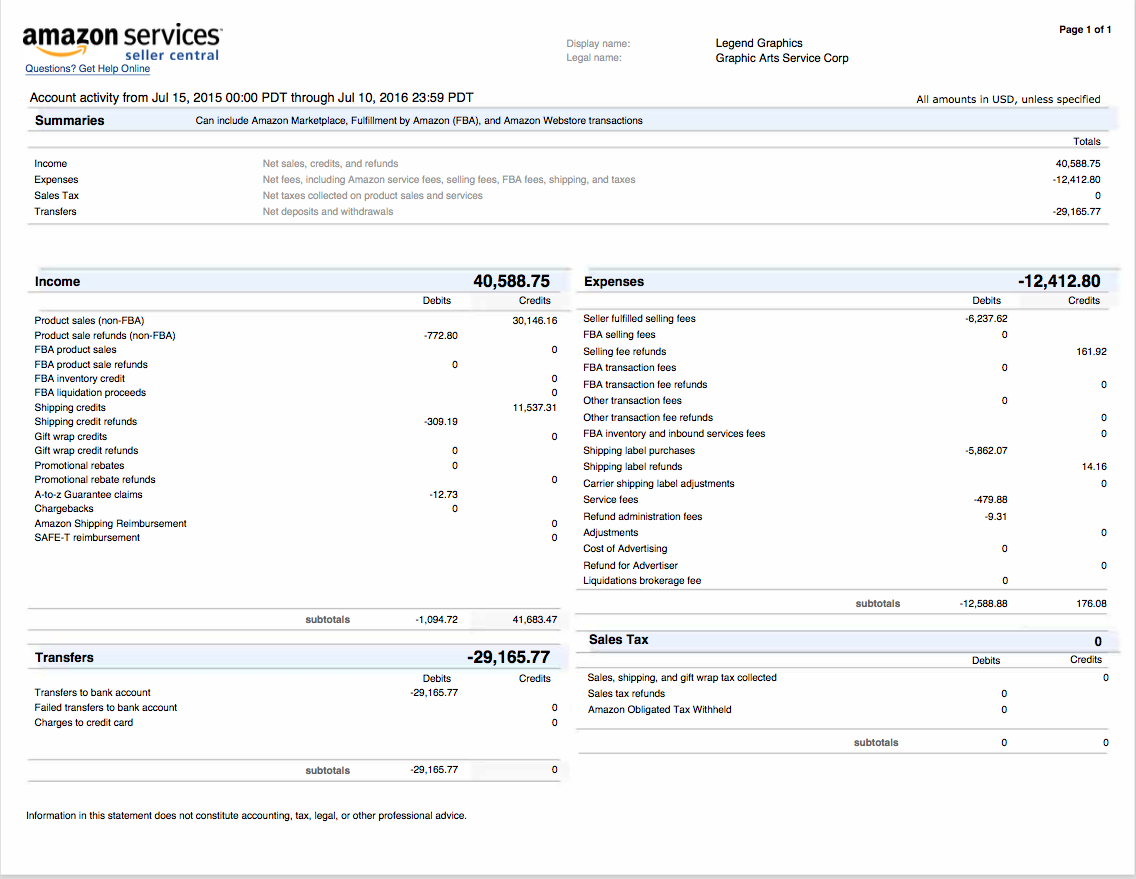 amazon services
seller central
Questions? Get Help Online
Display name: Legend Graphics
Legal name: Graphic Arts Service Corp
Page 1 of 1
Account activity from Jul 15, 2015 00:00 PDT through Jul 10, 2016 23:59 PDT
All amounts in USD, unless specified
Summaries Can include Amazon Marketplace, Fulfillment by Amazon (FBA), and Amazon Webstore transactions
Totals
Income Net sales, credits, and refunds 40,588.75
Expenses Net fees, including Amazon service fees, selling fees, FBA fees, shipping, and taxes -12,412.80
Sales Tax Net taxes collected on product sales and services 0
Transfers Net deposits and withdrawals -29,165.77
Income 40,588.75
Debits Credits
Product sales (non-FBA) 30,146.16
Product sale refunds (non-FBA) -772.80
FBA product sales 0
FBA product sale refunds 0
FBA inventory credit 0
FBA liquidation proceeds 0
Shipping credits 11,537.31
Shipping credit refunds -309.19
Gift wrap credits 0
Gift wrap credit refunds 0
Promotional rebates 0
Promotional rebate refunds 0
A-to-z Guarantee claims -12.73
Chargebacks 0
Amazon Shipping Reimbursement 0
SAFE-T reimbursement 0
subtotals -1,094.72 41,683.47
Transfers -29,165.77
Debits Credits
Transfers to bank account -29,165.77
Failed transfers to bank account 0
Charges to credit card 0
subtotals -29,165.77 0
Expenses -12,412.80
Debits Credits
Seller fulfilled selling fees -6,237.62
FBA selling fees 0
Selling fee refunds 161.92
FBA transaction fees 0
FBA transaction fee refunds 0
Other transaction fees 0
Other transaction fee refunds 0
FBA inventory and inbound services fees 0
Shipping label purchases -5,862.07
Shipping label refunds 14.16
Carrier shipping label adjustments 0
Service fees -479.88
Refund administration fees -9.31
Adjustments 0
Cost of Advertising 0
Refund for Advertiser 0
Liquidations brokerage fee 0
subtotals -12,588.88 176.08
Sales Tax 0
Debits Credits
Sales, shipping, and gift wrap tax collected 0
Sales tax refunds 0
Amazon Obligated Tax Withheld 0
subtotals 0 0
Information in this statement does not constitute accounting, tax, legal, or other professional advice.